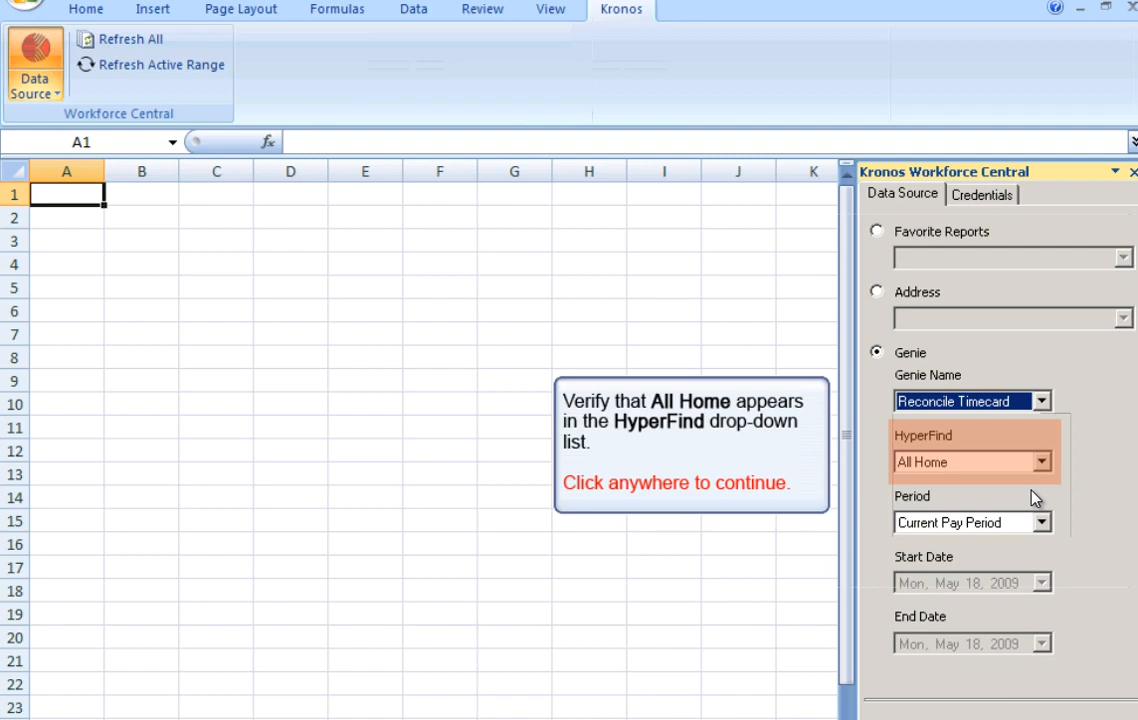 Home Insert Page Layout Formulas Data Review View Kronos
Data Source
Refresh All
Refresh Active Range
Workforce Central
A1
fx
A B C D E F G H I J K
1
2
3
4
5
6
7
8
9
10
11
12
13
14
15
16
17
18
19
20
21
22
23
Verify that All Home appears
in the HyperFind drop-down
list.
Click anywhere to continue.
Kronos Workforce Central
Data Source Credentials
Favorite Reports
Address
Genie
Genie Name
Reconcile Timecard
HyperFind
All Home
Period
Current Pay Period
Start Date
Mon, May 18, 2009
End Date
Mon, May 18, 2009